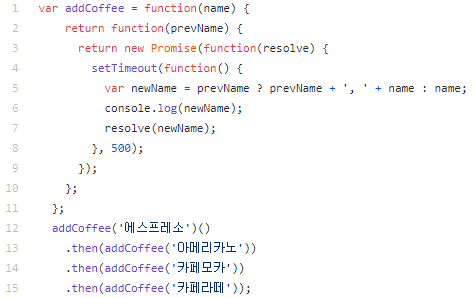 1 var addCoffee = function(name) {
2 return function(prevName) {
3 return new Promise(function(resolve) {
4 setTimeout(function() {
5 var newName = prevName ? prevName + ', ' + name : name;
6 console.log(newName);
7 resolve(newName);
8 }, 500);
9 });
10 };
11 };
12 addCoffee('에스프레소')()
13 .then(addCoffee('아메리카노'))
14 .then(addCoffee('카페모카'))
15 .then(addCoffee('카페라떼'));